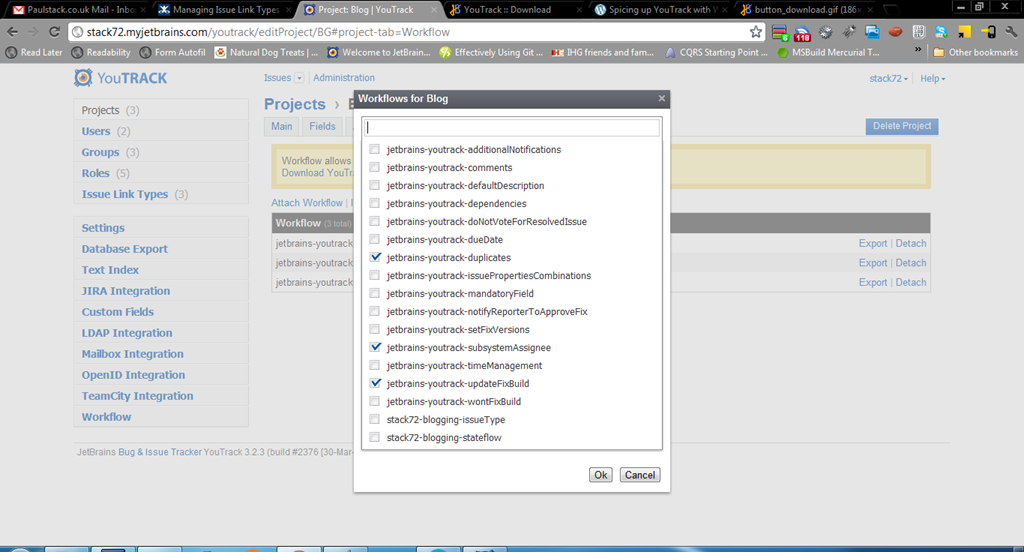 Paulstack.co.uk Mail - Inbo
Managing Issue Link Types
Project: Blog | YouTrack
YouTrack :: Download
Spicing up YouTrack with W
button_download.gif (186×
stack72.myjetbrains.com/youtrack/editProject/BG#project-tab=Workflow
6
118
Read Later
Readability
Form Autofil
Natural Dog Treats | ...
Welcome to JetBrain...
Effectively Using Git ...
IHG friends and fam...
CQRS Starting Point ...
MSBuild Mercurial T...
»
Other bookmarks
YouTRACK
Issues
Administration
stack72
Help
Projects (3)
Users (2)
Groups (3)
Roles (5)
Issue Link Types (3)
Settings
Database Export
Text Index
JIRA Integration
Custom Fields
LDAP Integration
Mailbox Integration
OpenID Integration
TeamCity Integration
Workflow
Projects › B
Main
Fields
Delete Project
Workflow allows
Download YouTr
Attach Workflow |
Workflow (3 total)
jetbrains-youtrack
Export | Detach
jetbrains-youtrack
Export | Detach
jetbrains-youtrack
Export | Detach
Workflows for Blog
jetbrains-youtrack-additionalNotifications
jetbrains-youtrack-comments
jetbrains-youtrack-defaultDescription
jetbrains-youtrack-dependencies
jetbrains-youtrack-doNotVoteForResolvedIssue
jetbrains-youtrack-dueDate
jetbrains-youtrack-duplicates
jetbrains-youtrack-issuePropertiesCombinations
jetbrains-youtrack-mandatoryField
jetbrains-youtrack-notifyReporterToApproveFix
jetbrains-youtrack-setFixVersions
jetbrains-youtrack-subsystemAssignee
jetbrains-youtrack-timeManagement
jetbrains-youtrack-updateFixBuild
jetbrains-youtrack-wontFixBuild
stack72-blogging-issueType
stack72-blogging-stateflow
Ok
Cancel
JetBrains Bug & Issue Tracker YouTrack 3.2.3 (build #2376 [30-Mar-